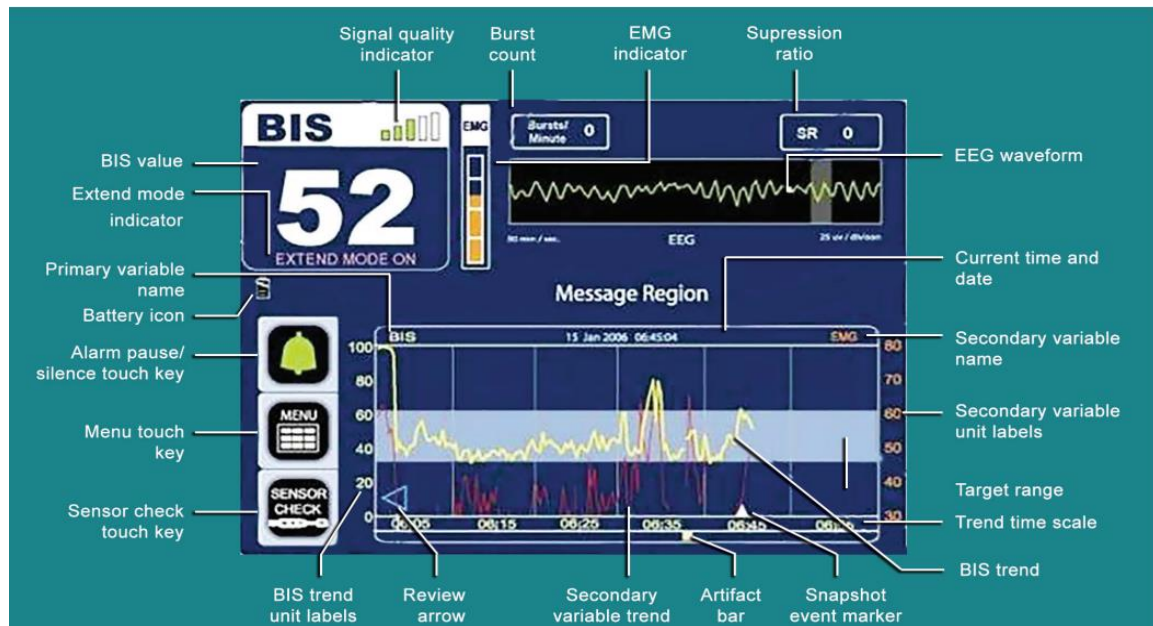 Signal quality
indicator
Burst
count
EMG
indicator
Supression
ratio
BIS
EMG
Bursts/
Minute
0
SR 0
BIS value
52
EEG waveform
Extend mode
indicator
EXTEND MODE ON
EEG
25 uv / division
Primary variable
name
Battery icon
Message Region
Current time and
date
BIS
15 Jan 2006 06:45:04
EMG
Alarm pause/
silence touch key
Secondary variable
name
100
80
60
40
20
0
80
70
60
50
40
30
Menu touch
key
MENU
Secondary variable
unit labels
Sensor check
touch key
SENSOR
CHECK
Target range
Trend time scale
06:05
06:15
06:25
06:35
06:45
BIS trend
BIS trend
unit labels
Review
arrow
Secondary
variable trend
Artifact
bar
Snapshot
event marker